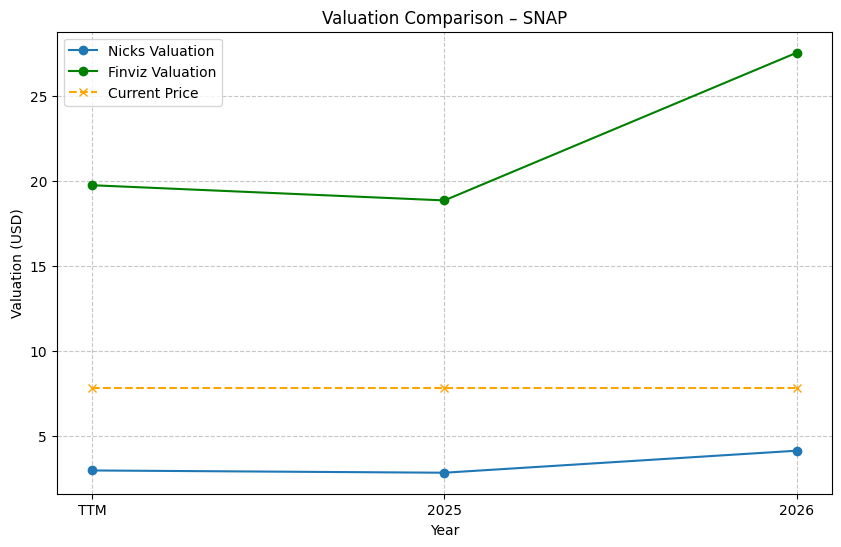 Valuation Comparison – SNAP
Nicks Valuation
Finviz Valuation
Current Price
Valuation (USD)
25
20
15
10
5
TTM
2025
2026
Year